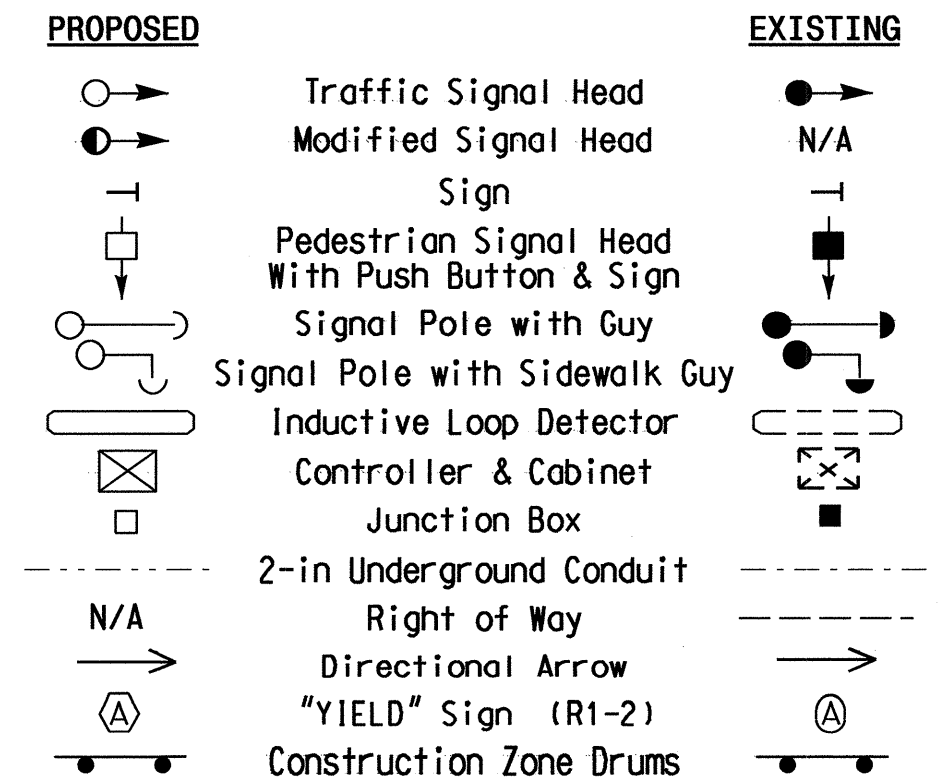 PROPOSED EXISTING
Traffic Signal Head
Modified Signal Head N/A
Sign
Pedestrian Signal Head
With Push Button & Sign
Signal Pole with Guy
Signal Pole with Sidewalk Guy
Inductive Loop Detector
Controller & Cabinet
Junction Box
2-in Underground Conduit
N/A Right of Way
Directional Arrow
A "YIELD" Sign (R1-2) A
Construction Zone Drums